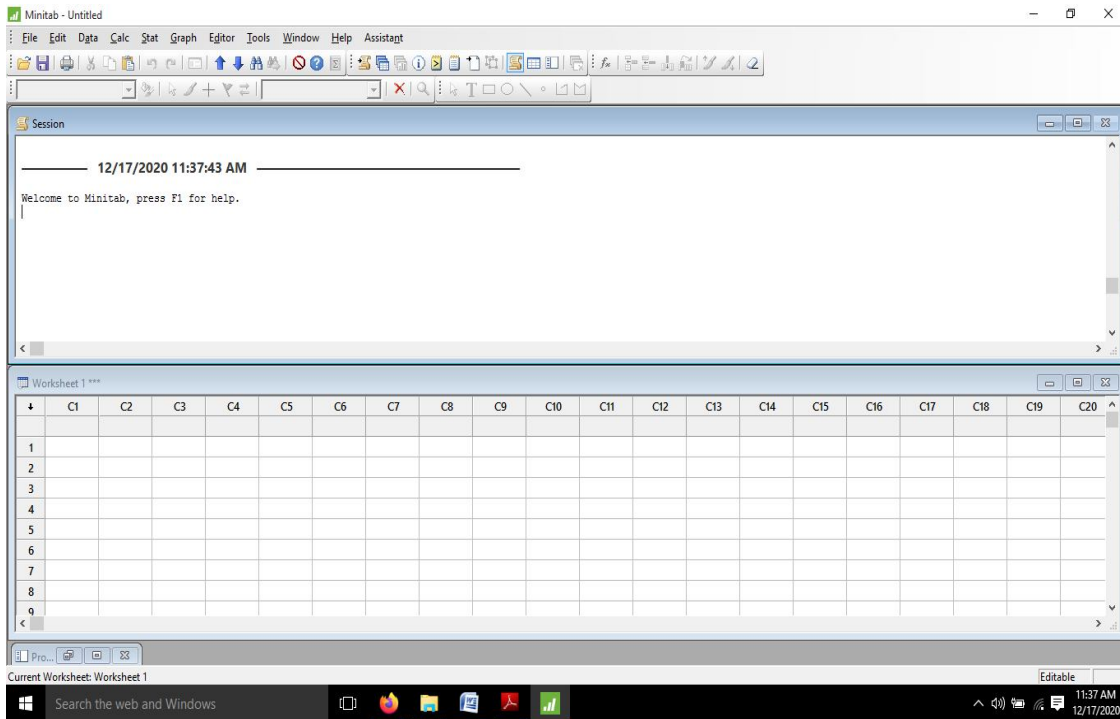 Minitab - Untitled
File Edit Data Calc Stat Graph Editor Tools Window Help Assistant
Session
12/17/2020 11:37:43 AM
Welcome to Minitab, press F1 for help.
Worksheet 1 ***
C1 C2 C3 C4 C5 C6 C7 C8 C9 C10 C11 C12 C13 C14 C15 C16 C17 C18 C19 C20
1
2
3
4
5
6
7
8
9
Pro...
Current Worksheet: Worksheet 1 Editable
Search the web and Windows 11:37 AM
12/17/2020